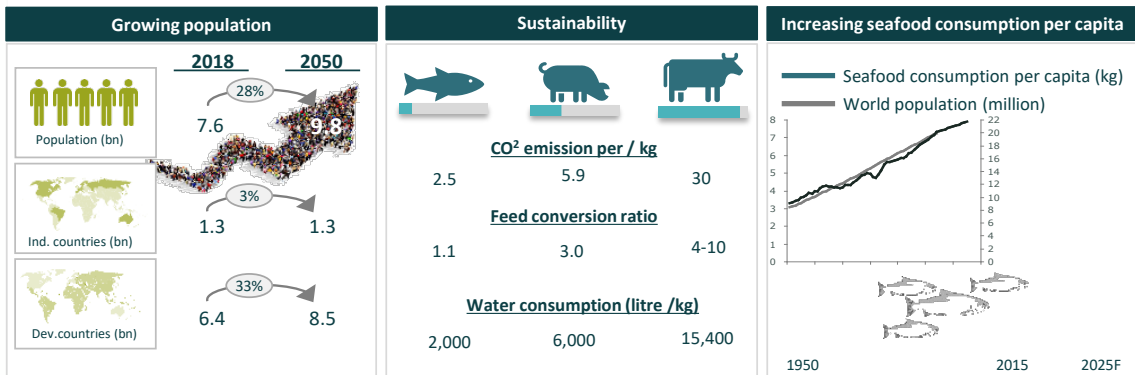 Growing population
2018 2050
28%
7.6 9.8
Population (bn)
3%
1.3 1.3
Ind. countries (bn)
33%
6.4 8.5
Dev.countries (bn)
Sustainability
CO² emission per / kg
2.5 5.9 30
Feed conversion ratio
1.1 3.0 4-10
Water consumption (litre /kg)
2,000 6,000 15,400
Increasing seafood consumption per capita
Seafood consumption per capita (kg)
World population (million)
8 22
7 20
6 18
5 16
4 14
3 12
2 10
1 8
0 6
4
2
0
1950 2015 2025F